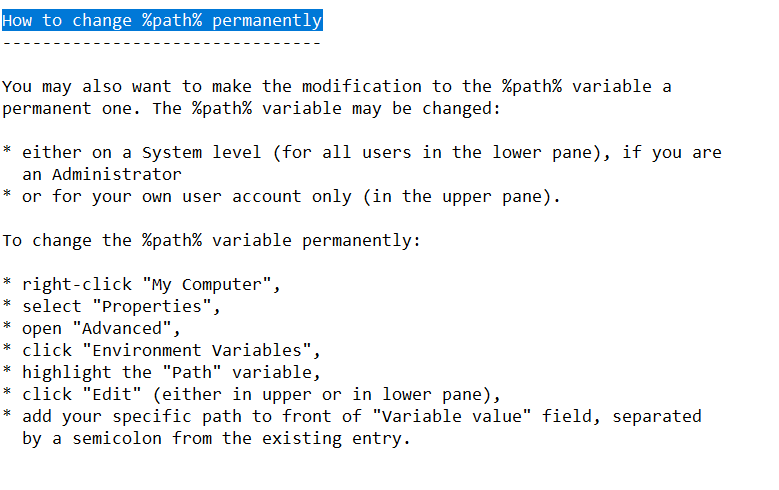 How to change %path% permanently
--------------------------------
You may also want to make the modification to the %path% variable a
permanent one. The %path% variable may be changed:
* either on a System level (for all users in the lower pane), if you are
an Administrator
* or for your own user account only (in the upper pane).
To change the %path% variable permanently:
* right-click "My Computer",
* select "Properties",
* open "Advanced",
* click "Environment Variables",
* highlight the "Path" variable,
* click "Edit" (either in upper or in lower pane),
* add your specific path to front of "Variable value" field, separated
by a semicolon from the existing entry.